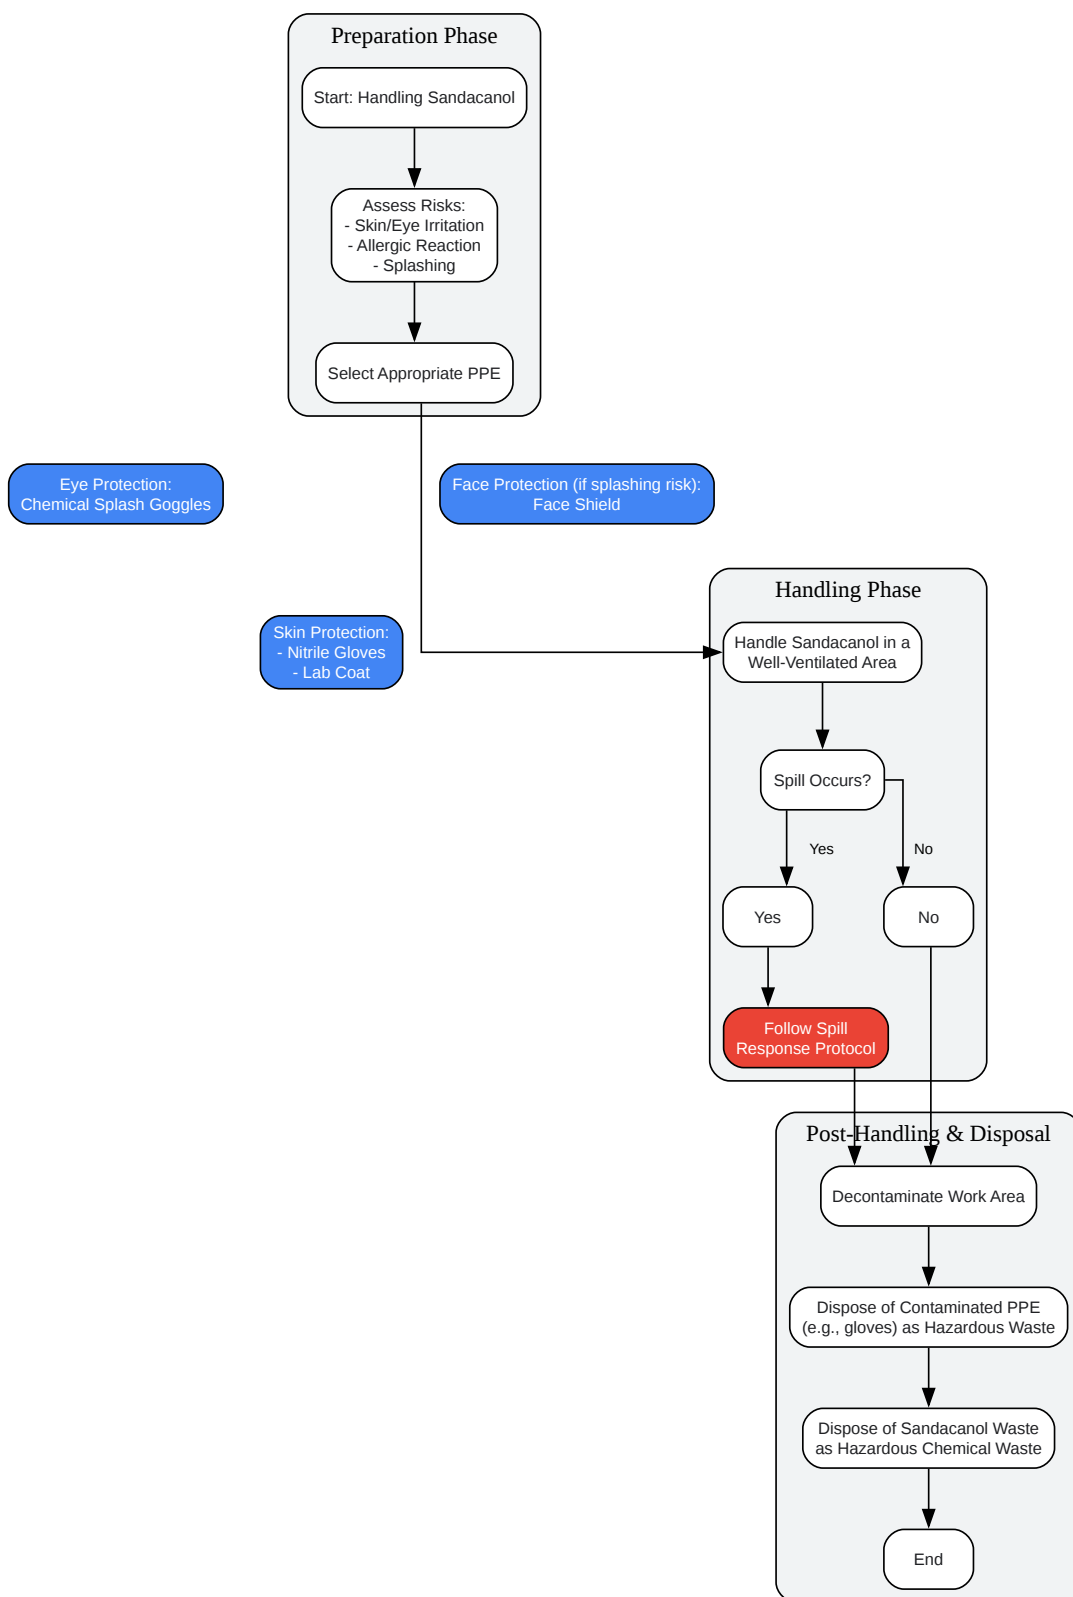 Preparation Phase
Start: Handling Sandacanol
Assess Risks:
- Skin/Eye Irritation
- Allergic Reaction
- Splashing
Select Appropriate PPE
Eye Protection:
Chemical Splash Goggles
Face Protection (if splashing risk):
Face Shield
Skin Protection:
- Nitrile Gloves
- Lab Coat
Handling Phase
Handle Sandacanol in a
Well-Ventilated Area
Spill Occurs?
Yes
No
Yes
No
Follow Spill
Response Protocol
Post-Handling & Disposal
Decontaminate Work Area
Dispose of Contaminated PPE
(e.g., gloves) as Hazardous Waste
Dispose of Sandacanol Waste
as Hazardous Chemical Waste
End